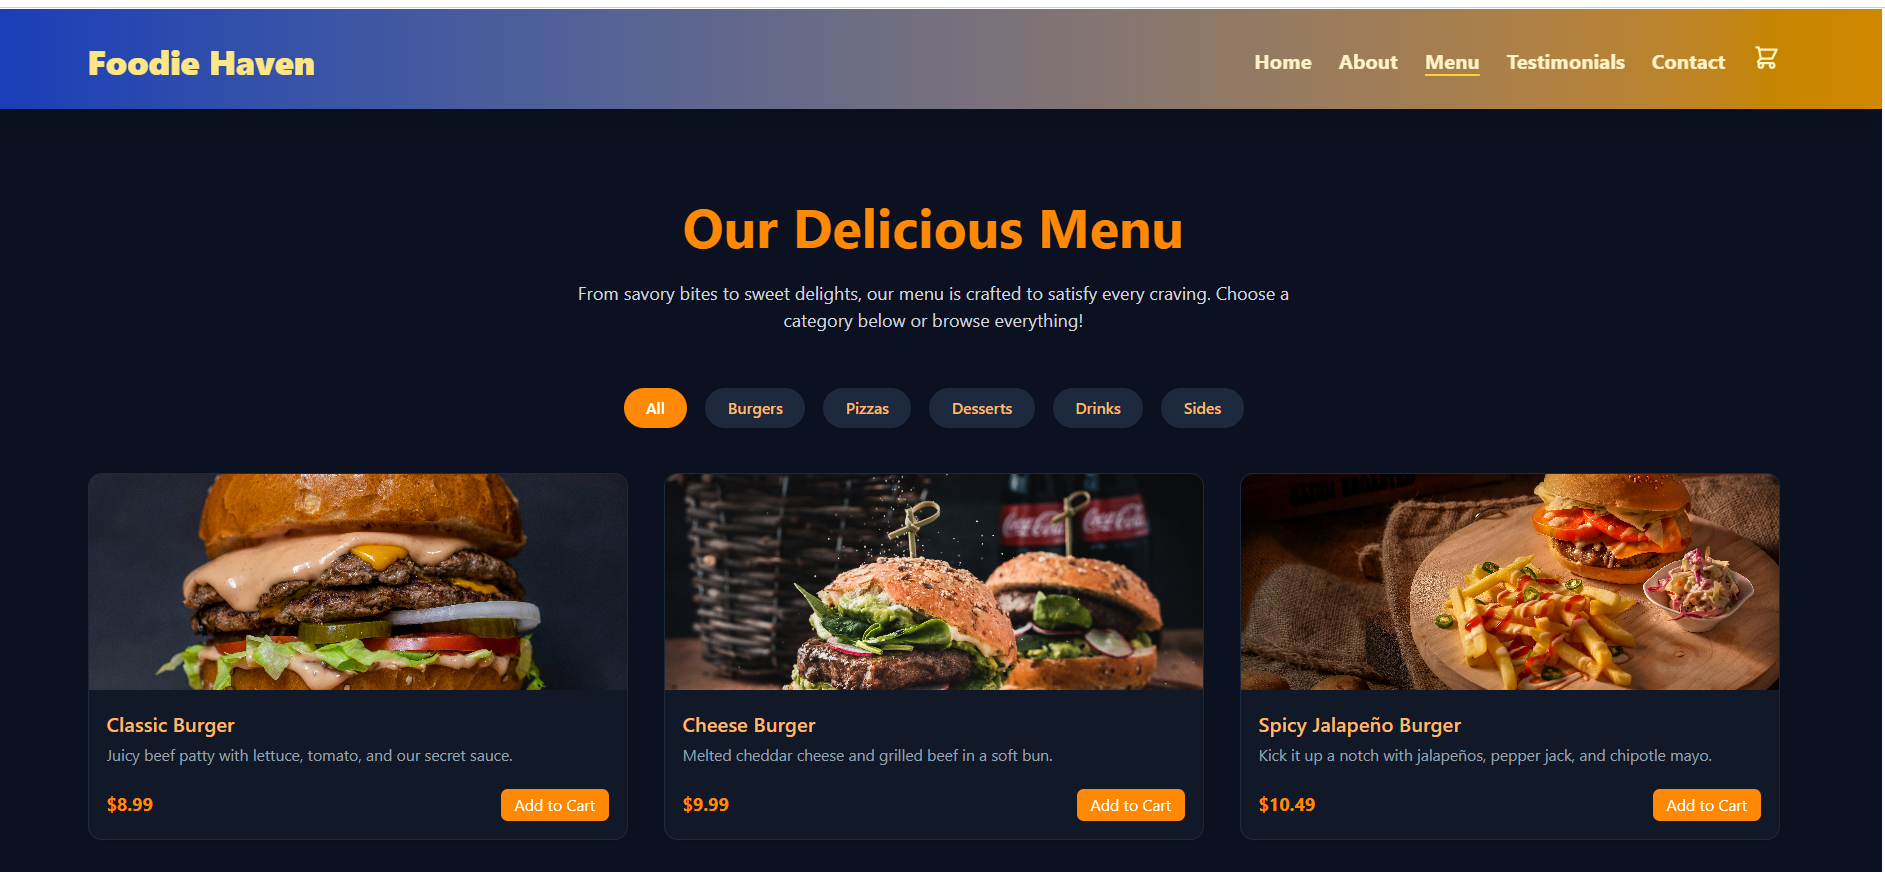 Foodie Haven
Home About Menu Testimonials Contact
Our Delicious Menu
From savory bites to sweet delights, our menu is crafted to satisfy every craving. Choose a
category below or browse everything!
All Burgers Pizzas Desserts Drinks Sides
Coca-Cola Coca-Cola
Classic Burger
Juicy beef patty with lettuce, tomato, and our secret sauce.
$8.99 Add to Cart
Cheese Burger
Melted cheddar cheese and grilled beef in a soft bun.
$9.99 Add to Cart
Spicy Jalapeño Burger
Kick it up a notch with jalapeños, pepper jack, and chipotle mayo.
$10.49 Add to Cart